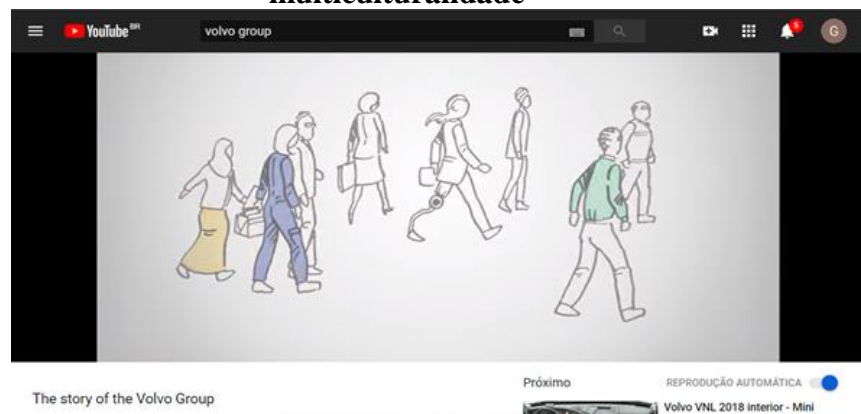 multiculturalidade
YouTube BR
volvo group
5
G
The story of the Volvo Group
Próximo
REPRODUÇÃO AUTOMÁTICA
Volvo VNL 2018 interior - Mini